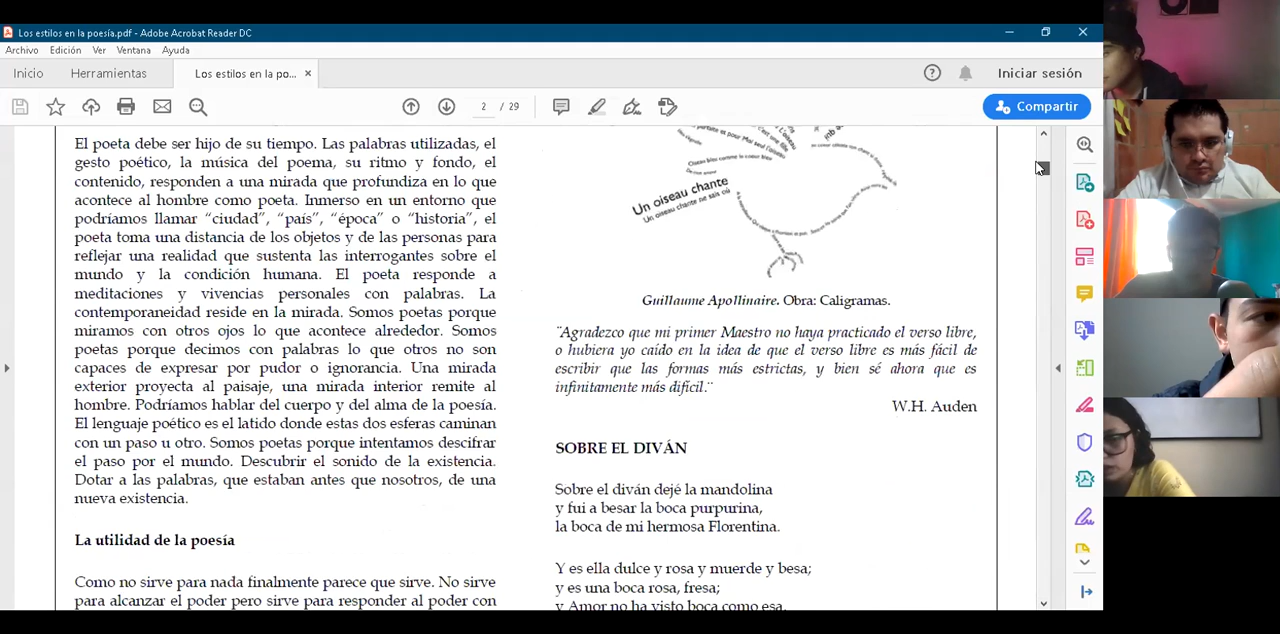 Los estilos en la poesía.pdf - Adobe Acrobat Reader DC
Archivo Edición Ver Ventana Ayuda
Inicio Herramientas Los estilos en la po... × Iniciar sesión
2 / 29 Compartir
El poeta debe ser hijo de su tiempo. Las palabras utilizadas, el
gesto poético, la música del poema, su ritmo y fondo, el
contenido, responden a una mirada que profundiza en lo que
acontece al hombre como poeta. Inmerso en un entorno que
podríamos llamar “ciudad”, “país”, “época” o “historia”, el
poeta toma una distancia de los objetos y de las personas para
reflejar una realidad que sustenta las interrogantes sobre el
mundo y la condición humana. El poeta responde a
meditaciones y vivencias personales con palabras. La
contemporaneidad reside en la mirada. Somos poetas porque
miramos con otros ojos lo que acontece alrededor. Somos
poetas porque decimos con palabras lo que otros no son
capaces de expresar por pudor o ignorancia. Una mirada
exterior proyecta al paisaje, una mirada interior remite al
hombre. Podríamos hablar del cuerpo y del alma de la poesía.
El lenguaje poético es el latido donde estas dos esferas caminan
con un paso u otro. Somos poetas porque intentamos descifrar
el paso por el mundo. Descubrir el sonido de la existencia.
Dotar a las palabras, que estaban antes que nosotros, de una
nueva existencia.
La utilidad de la poesía
Como no sirve para nada finalmente parece que sirve. No sirve
para alcanzar el poder pero sirve para responder al poder con
Un oiseau chante
Un oiseau chante ne sais où
Guillaume Apollinaire. Obra: Caligramas.
¨Agradezco que mi primer Maestro no haya practicado el verso libre,
o hubiera yo caído en la idea de que el verso libre es más fácil de
escribir que las formas más estrictas, y bien sé ahora que es
infinitamente más difícil.¨
W.H. Auden
SOBRE EL DIVÁN
Sobre el diván dejé la mandolina
y fui a besar la boca purpurina,
la boca de mi hermosa Florentina.
Y es ella dulce y rosa y muerde y besa;
y es una boca rosa, fresa;
y Amor no ha visto boca como esa.